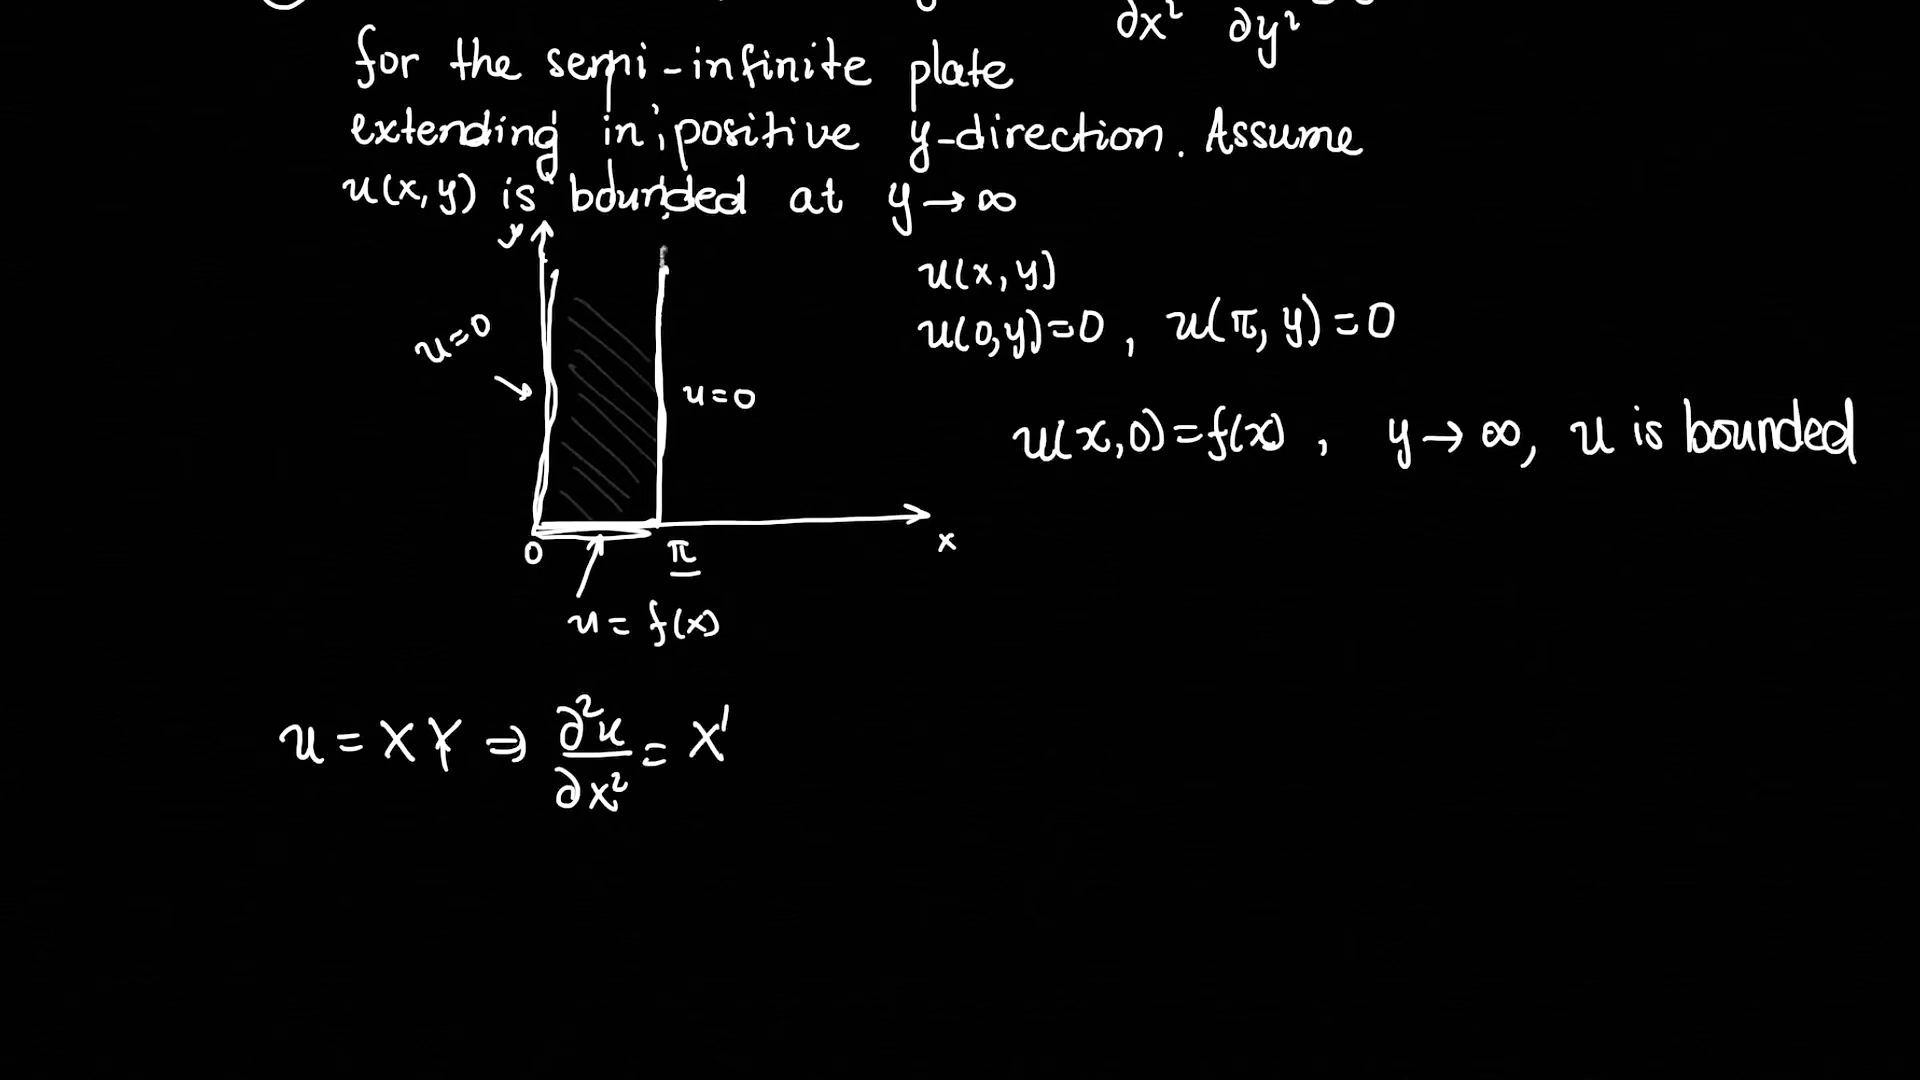 ∂x² ∂y²
for the semi-infinite plate
extending in positive y-direction. Assume
u(x,y) is bounded at y→∞
y
u(x,y)
u=0
u(0,y)=0, u(π,y)=0
u=0
u(x,0)=f(x), y→∞, u is bounded
0 π x
u=f(x)
u=XY ⇒ ∂²u/∂x² = X'